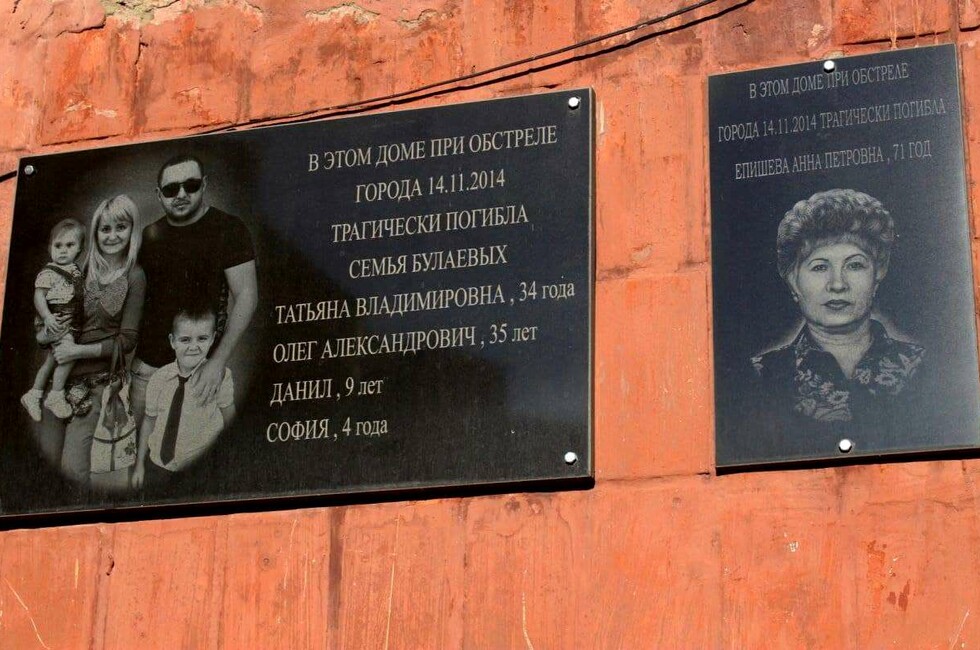 В ЭТОМ ДОМЕ ПРИ ОБСТРЕЛЕ
ГОРОДА 14.11.2014
ТРАГИЧЕСКИ ПОГИБЛА
СЕМЬЯ БУЛАЕВЫХ
ТАТЬЯНА ВЛАДИМИРОВНА , 34 года
ОЛЕГ АЛЕКСАНДРОВИЧ , 35 лет
ДАНИЛ , 9 лет
СОФИЯ , 4 года
В ЭТОМ ДОМЕ ПРИ ОБСТРЕЛЕ
ГОРОДА 14.11.2014 ТРАГИЧЕСКИ ПОГИБЛА
ЕПИШЕВА АННА ПЕТРОВНА , 71 ГОД